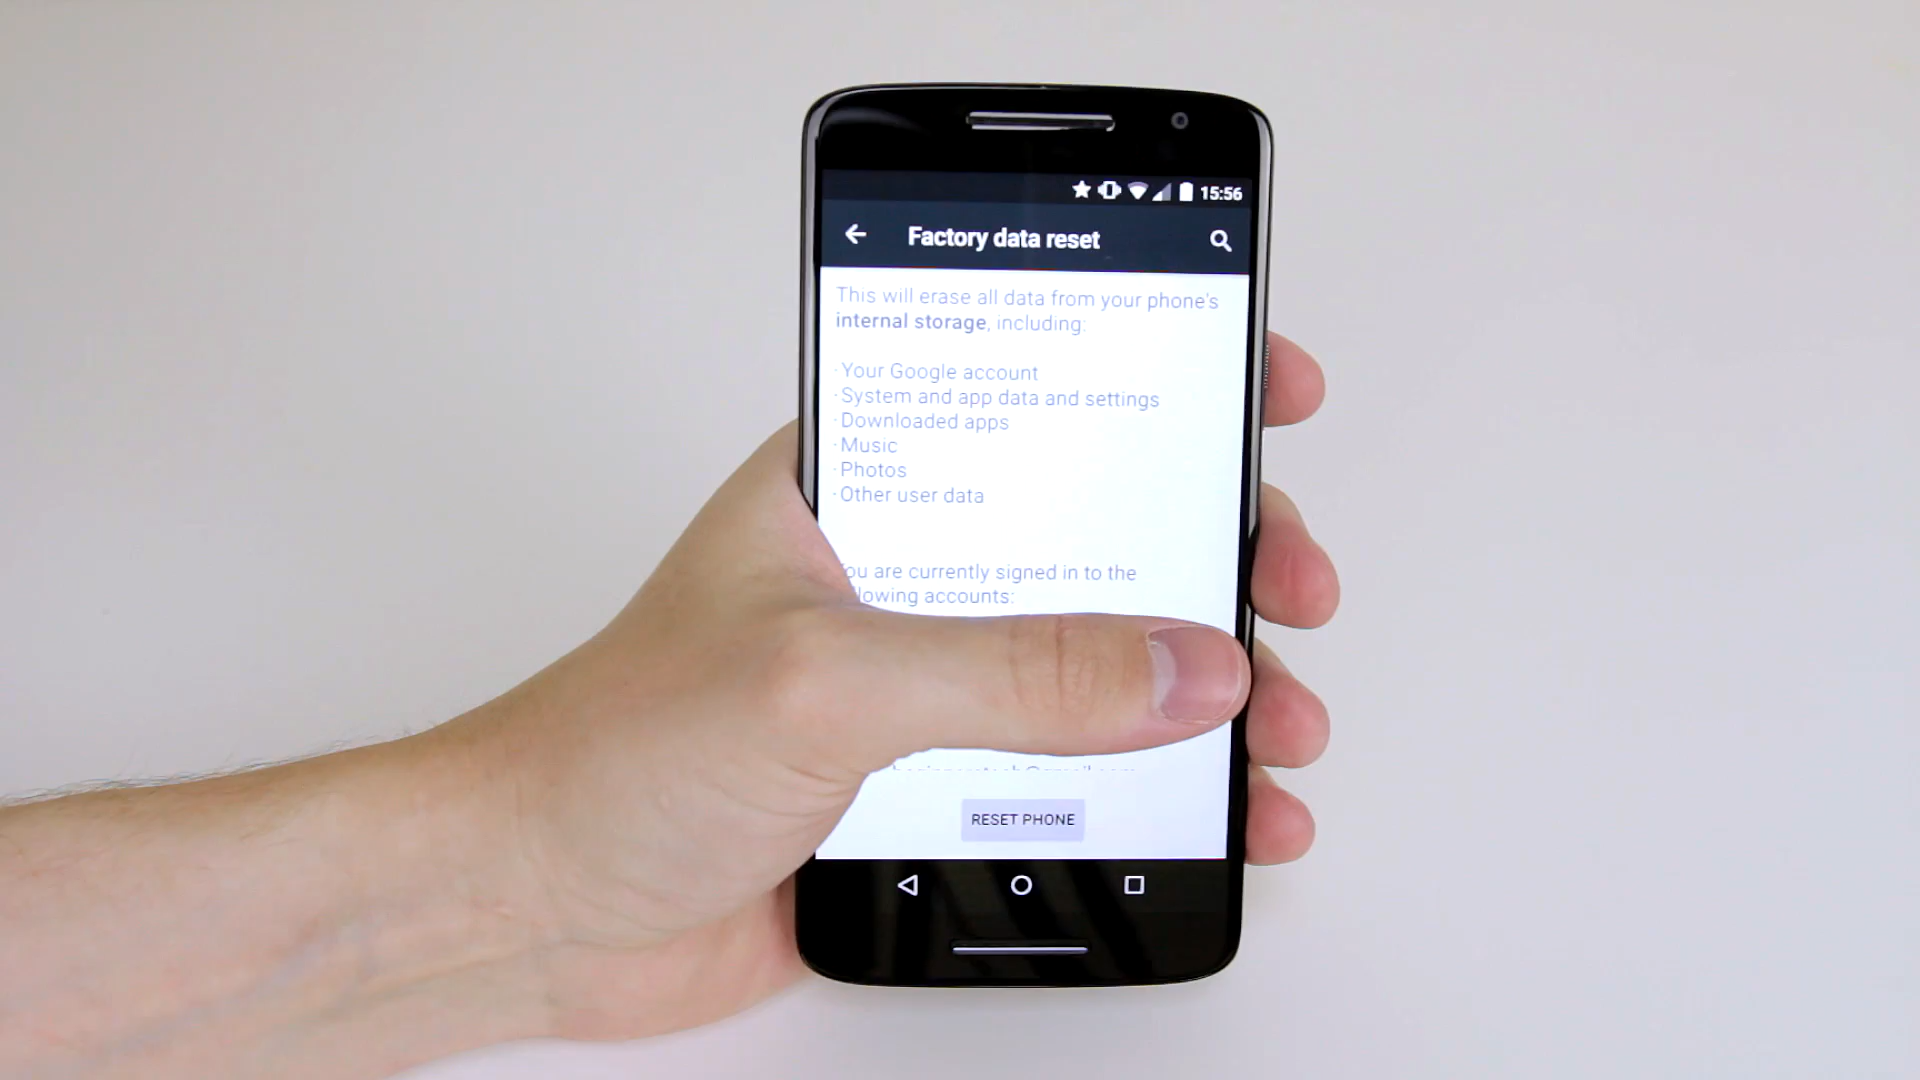 15:56
Factory data reset
This will erase all data from your phone's
internal storage, including:
·Your Google account
·System and app data and settings
·Downloaded apps
·Music
·Photos
·Other user data
ou are currently signed in to the
lowing accounts:
RESET PHONE